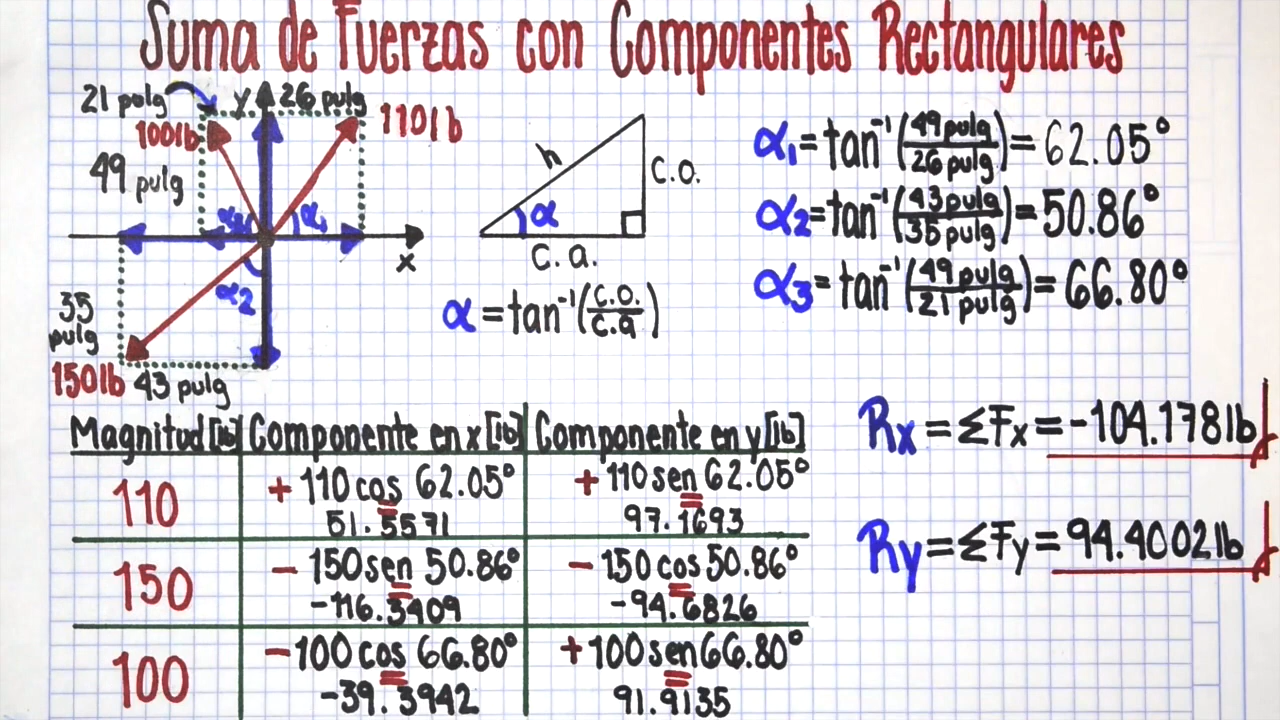 Suma de Fuerzas con Componentes Rectangulares
21 pulg
y
26 pulg
100lb
110lb
49 pulg
α3
α1
x
α2
35 pulg
150lb
43 pulg
h
C.O.
α
C.a.
α = tan⁻¹(C.O./C.a)
α1 = tan⁻¹(49 pulg/26 pulg) = 62.05°
α2 = tan⁻¹(43 pulg/35 pulg) = 50.86°
α3 = tan⁻¹(49 pulg/21 pulg) = 66.80°
Magnitud [lb] Componente en x [lb] Componente en y [lb]
110 + 110 cos 62.05° + 110 sen 62.05°
51.5571 97.1693
150 - 150 sen 50.86° - 150 cos 50.86°
-116.3409 -94.6826
100 - 100 cos 66.80° + 100 sen 66.80°
-39.3942 91.9135
Rx = ΣFx = -104.178lb
Ry = ΣFy = 94.4002lb